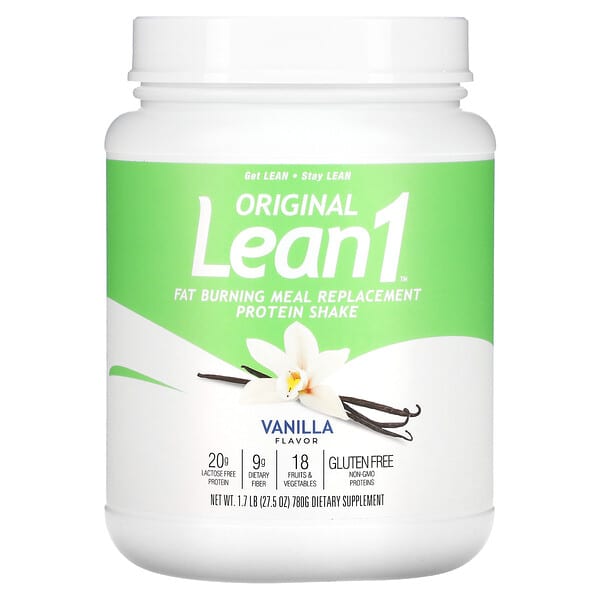 Get LEAN • Stay LEAN
ORIGINAL
Lean1™
FAT BURNING MEAL REPLACEMENT
PROTEIN SHAKE
VANILLA
FLAVOR
20g
LACTOSE FREE
PROTEIN
9g
DIETARY
FIBER
18
FRUITS &
VEGETABLES
GLUTEN FREE
NON-GMO
PROTEINS
NET WT. 1.7 LB (27.5 OZ) 780G DIETARY SUPPLEMENT